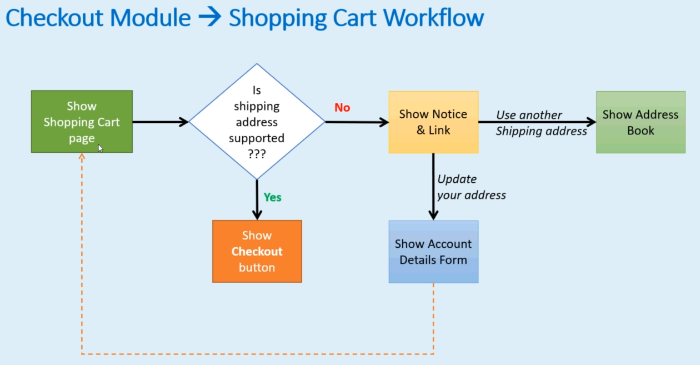 Checkout Module → Shopping Cart Workflow
Show
Shopping Cart
page
Is
shipping
address
supported
???
No
Show Notice
& Link
Use another
Shipping address
Show Address
Book
Yes
Update
your address
Show
Checkout
button
Show Account
Details Form